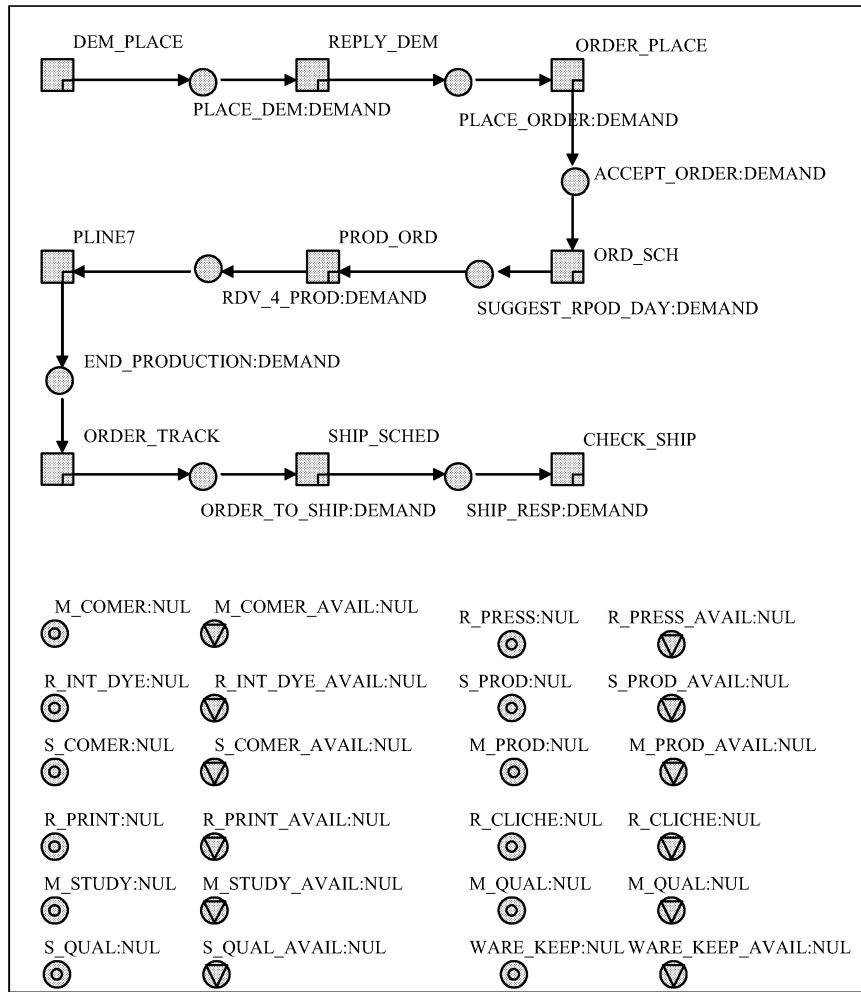 DEM_PLACE REPLY_DEM ORDER_PLACE
PLACE_DEM:DEMAND PLACE_ORDER:DEMAND
ACCEPT_ORDER:DEMAND
PLINE7 PROD_ORD ORD_SCH
RDV_4_PROD:DEMAND SUGGEST_RPOD_DAY:DEMAND
END_PRODUCTION:DEMAND
ORDER_TRACK SHIP_SCHED CHECK_SHIP
ORDER_TO_SHIP:DEMAND SHIP_RESP:DEMAND
M_COMER:NUL M_COMER_AVAIL:NUL R_PRESS:NUL R_PRESS_AVAIL:NUL
R_INT_DYE:NUL R_INT_DYE_AVAIL:NUL S_PROD:NUL S_PROD_AVAIL:NUL
S_COMER:NUL S_COMER_AVAIL:NUL M_PROD:NUL M_PROD_AVAIL:NUL
R_PRINT:NUL R_PRINT_AVAIL:NUL R_CLICHE:NUL R_CLICHE:NUL
M_STUDY:NUL M_STUDY_AVAIL:NUL M_QUAL:NUL M_QUAL:NUL
S_QUAL:NUL S_QUAL_AVAIL:NUL WARE_KEEP:NUL WARE_KEEP_AVAIL:NUL